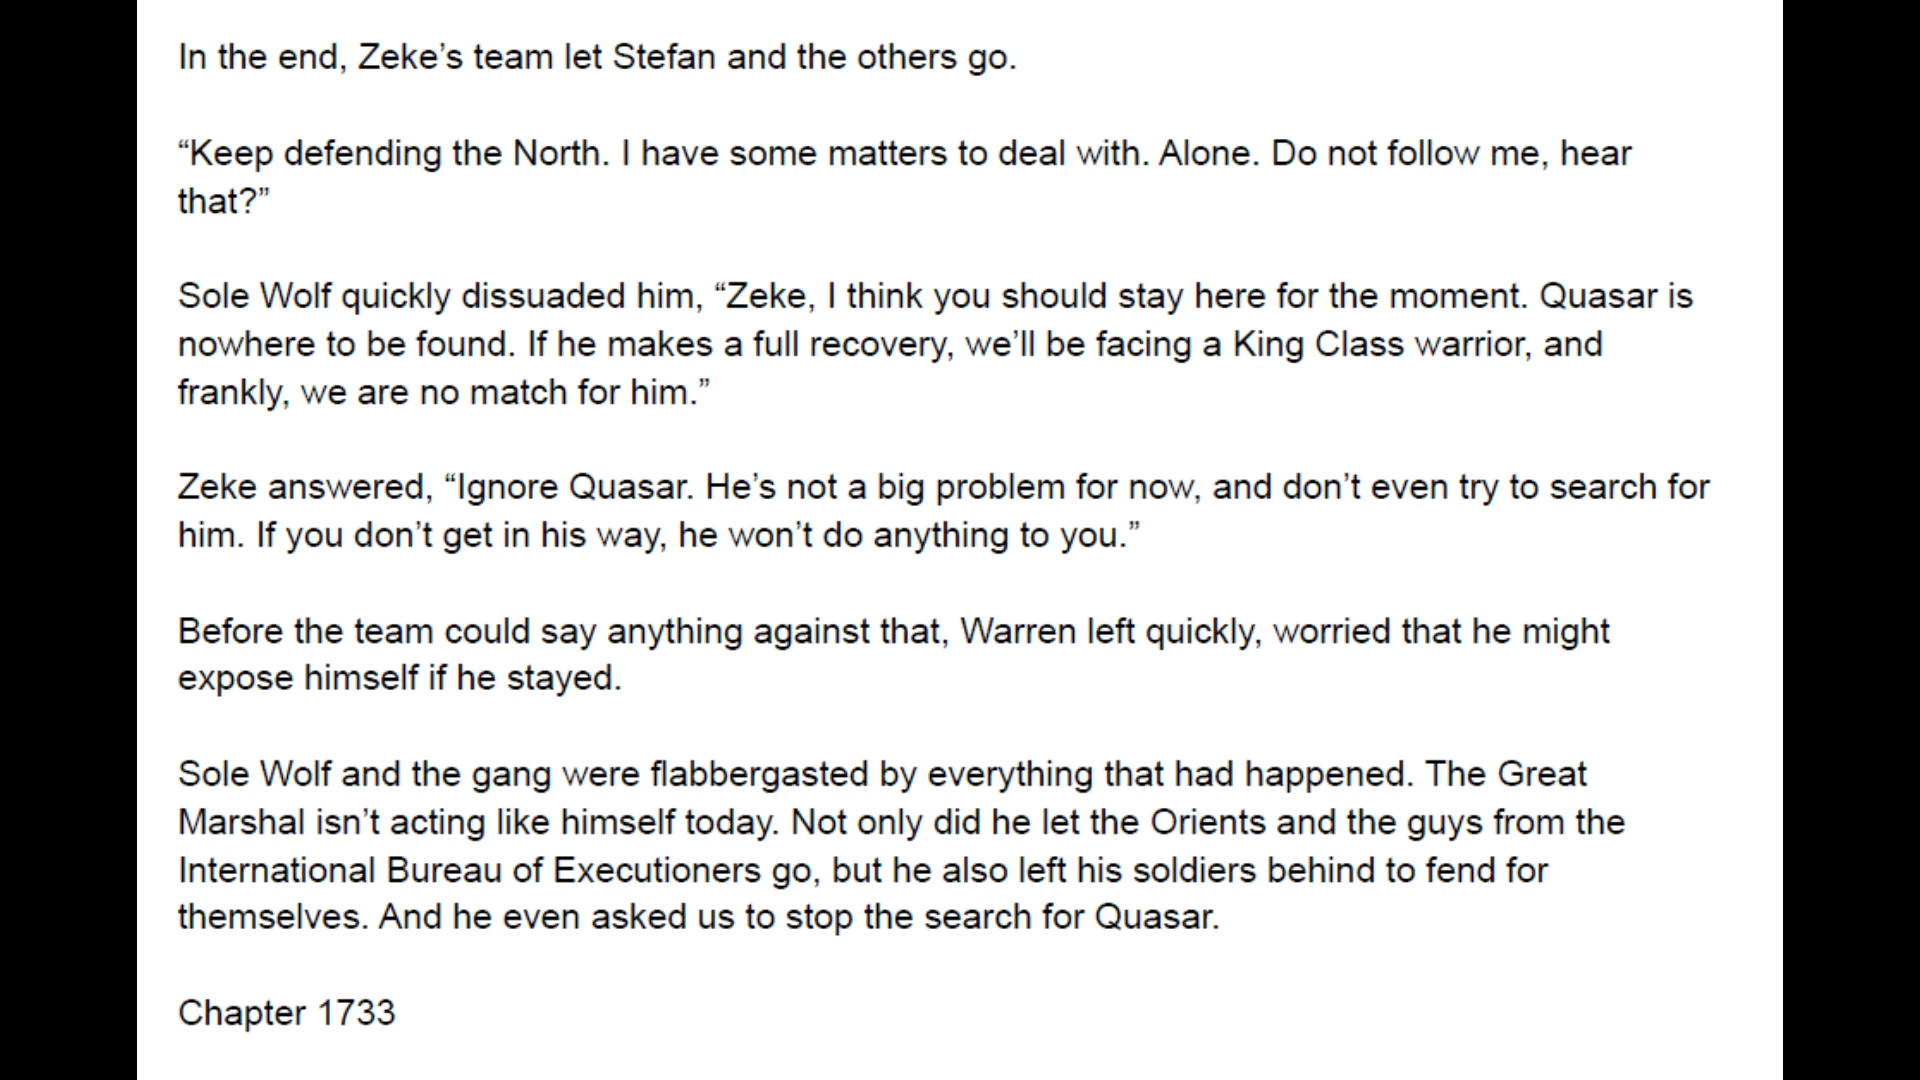 In the end, Zeke’s team let Stefan and the others go.
“Keep defending the North. I have some matters to deal with. Alone. Do not follow me, hear
that?”
Sole Wolf quickly dissuaded him, “Zeke, I think you should stay here for the moment. Quasar is
nowhere to be found. If he makes a full recovery, we’ll be facing a King Class warrior, and
frankly, we are no match for him.”
Zeke answered, “Ignore Quasar. He’s not a big problem for now, and don’t even try to search for
him. If you don’t get in his way, he won’t do anything to you.”
Before the team could say anything against that, Warren left quickly, worried that he might
expose himself if he stayed.
Sole Wolf and the gang were flabbergasted by everything that had happened. The Great
Marshal isn’t acting like himself today. Not only did he let the Orients and the guys from the
International Bureau of Executioners go, but he also left his soldiers behind to fend for
themselves. And he even asked us to stop the search for Quasar.
Chapter 1733